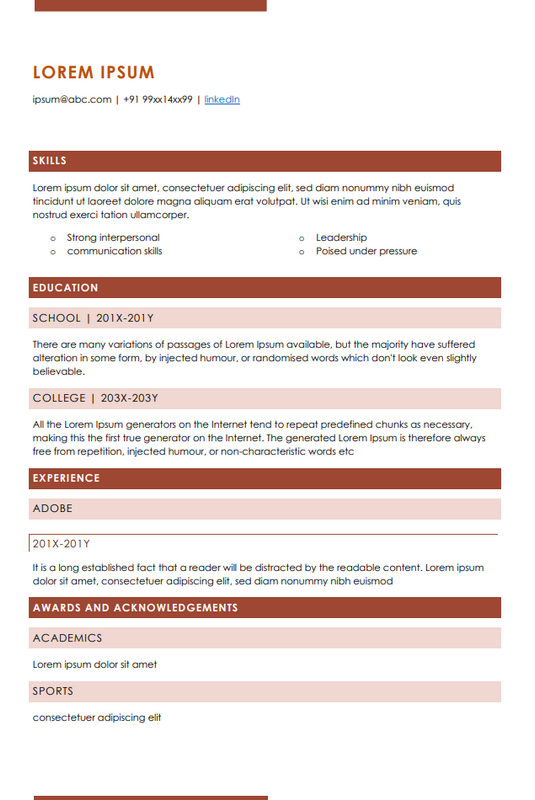 LOREM IPSUM
ipsum@abc.com | +91 99xx14xx99 | linkedIn
SKILLS
Lorem ipsum dolor sit amet, consectetuer adipiscing elit, sed diam nonummy nibh euismod
tincidunt ut laoreet dolore magna aliquam erat volutpat. Ut wisi enim ad minim veniam, quis
nostrud exerci tation ullamcorper.
o Strong interpersonal
o communication skills
o Leadership
o Poised under pressure
EDUCATION
SCHOOL | 201X-201Y
There are many variations of passages of Lorem Ipsum available, but the majority have suffered
alteration in some form, by injected humour, or randomised words which don't look even slightly
believable.
COLLEGE | 203X-203Y
All the Lorem Ipsum generators on the Internet tend to repeat predefined chunks as necessary,
making this the first true generator on the Internet. The generated Lorem Ipsum is therefore always
free from repetition, injected humour, or non-characteristic words etc
EXPERIENCE
ADOBE
201X-201Y
It is a long established fact that a reader will be distracted by the readable content. Lorem ipsum
dolor sit amet, consectetuer adipiscing elit, sed diam nonummy nibh euismod
AWARDS AND ACKNOWLEDGEMENTS
ACADEMICS
Lorem ipsum dolor sit amet
SPORTS
consectetuer adipiscing elit